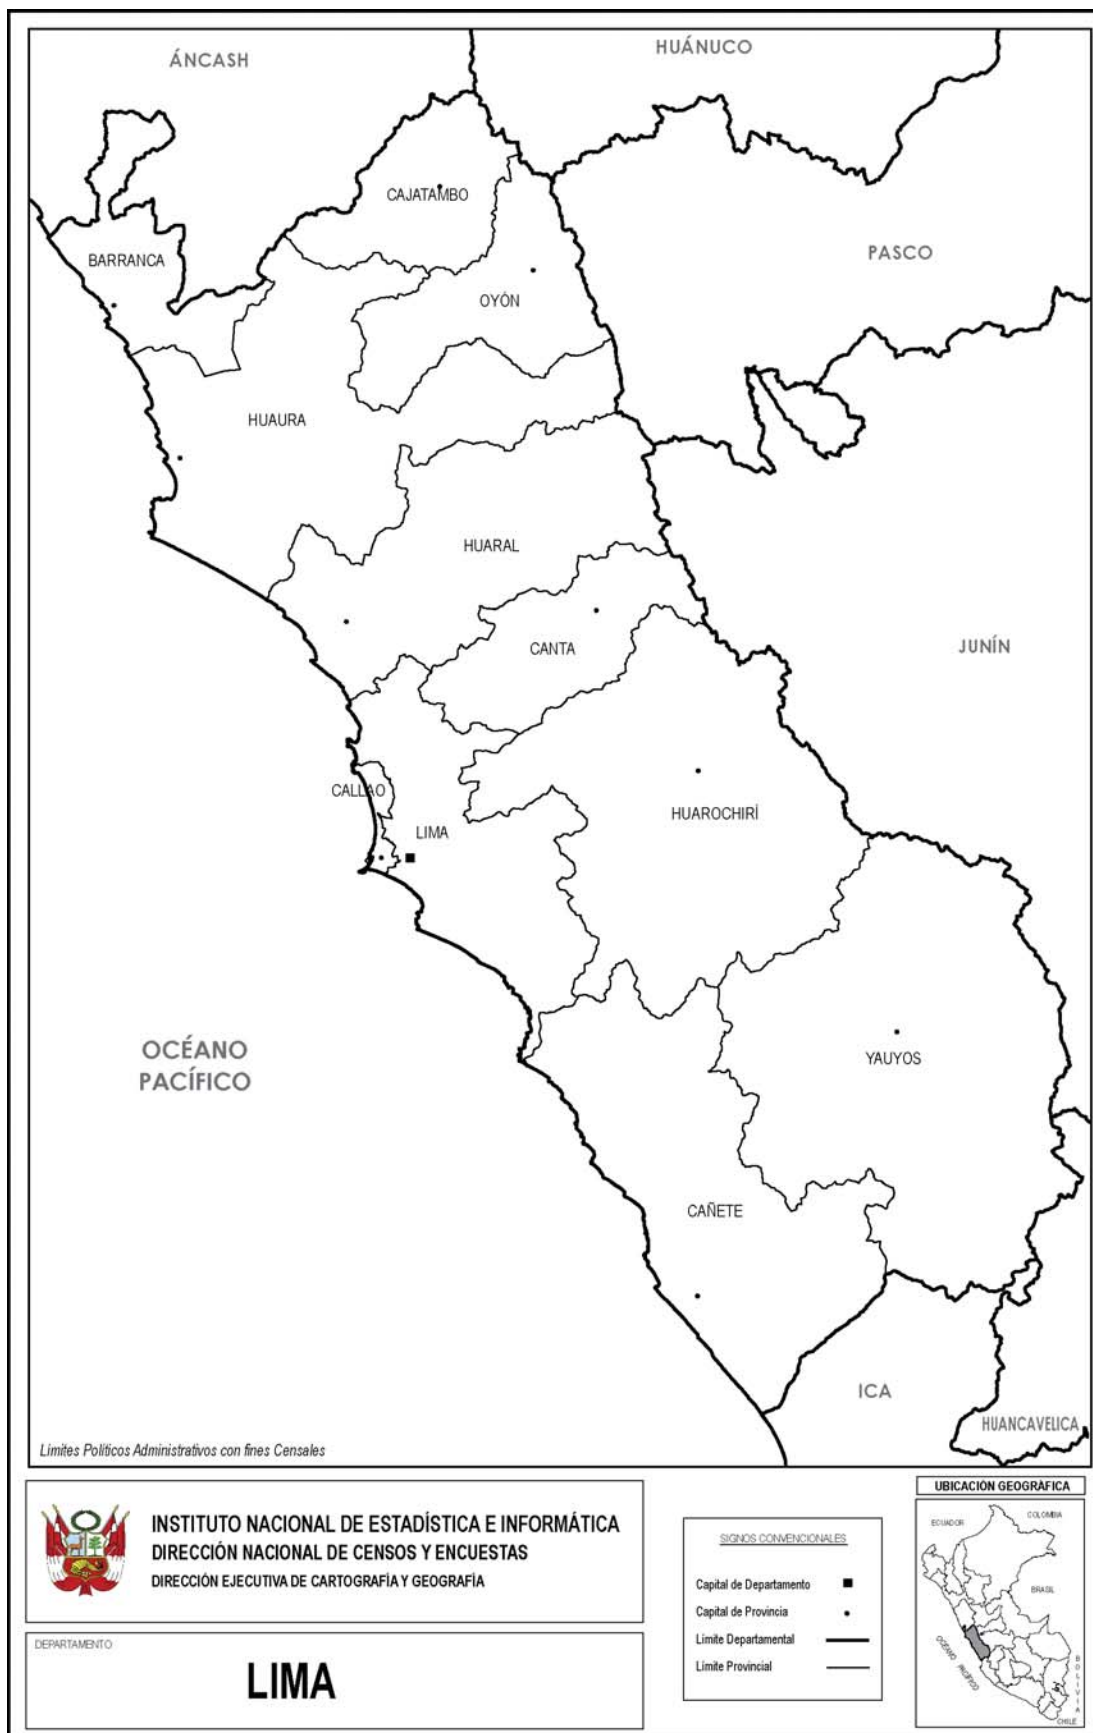 ÁNCASH
HUÁNUCO
CAJATAMBO
BARRANCA
PASCO
OYÓN
HUAURA
HUARAL
CANTA
JUNÍN
CALLAO
LIMA
HUAROCHIRÍ
OCÉANO
PACÍFICO
YAUYOS
CAÑETE
ICA
HUANCAVELICA
Limites Políticos Administrativos con fines Censales
INSTITUTO NACIONAL DE ESTADÍSTICA E INFORMÁTICA
DIRECCIÓN NACIONAL DE CENSOS Y ENCUESTAS
DIRECCIÓN EJECUTIVA DE CARTOGRAFÍA Y GEOGRAFÍA
DEPARTAMENTO
LIMA
SIGNOS CONVENCIONALES
Capital de Departamento
Capital de Provincia
Límite Departamental
Límite Provincial
UBICACIÓN GEOGRÀFICA
ECUADOR
COLOMBIA
BRASIL
OCÉANO PACÍFICO
BOLIVIA
CHILE